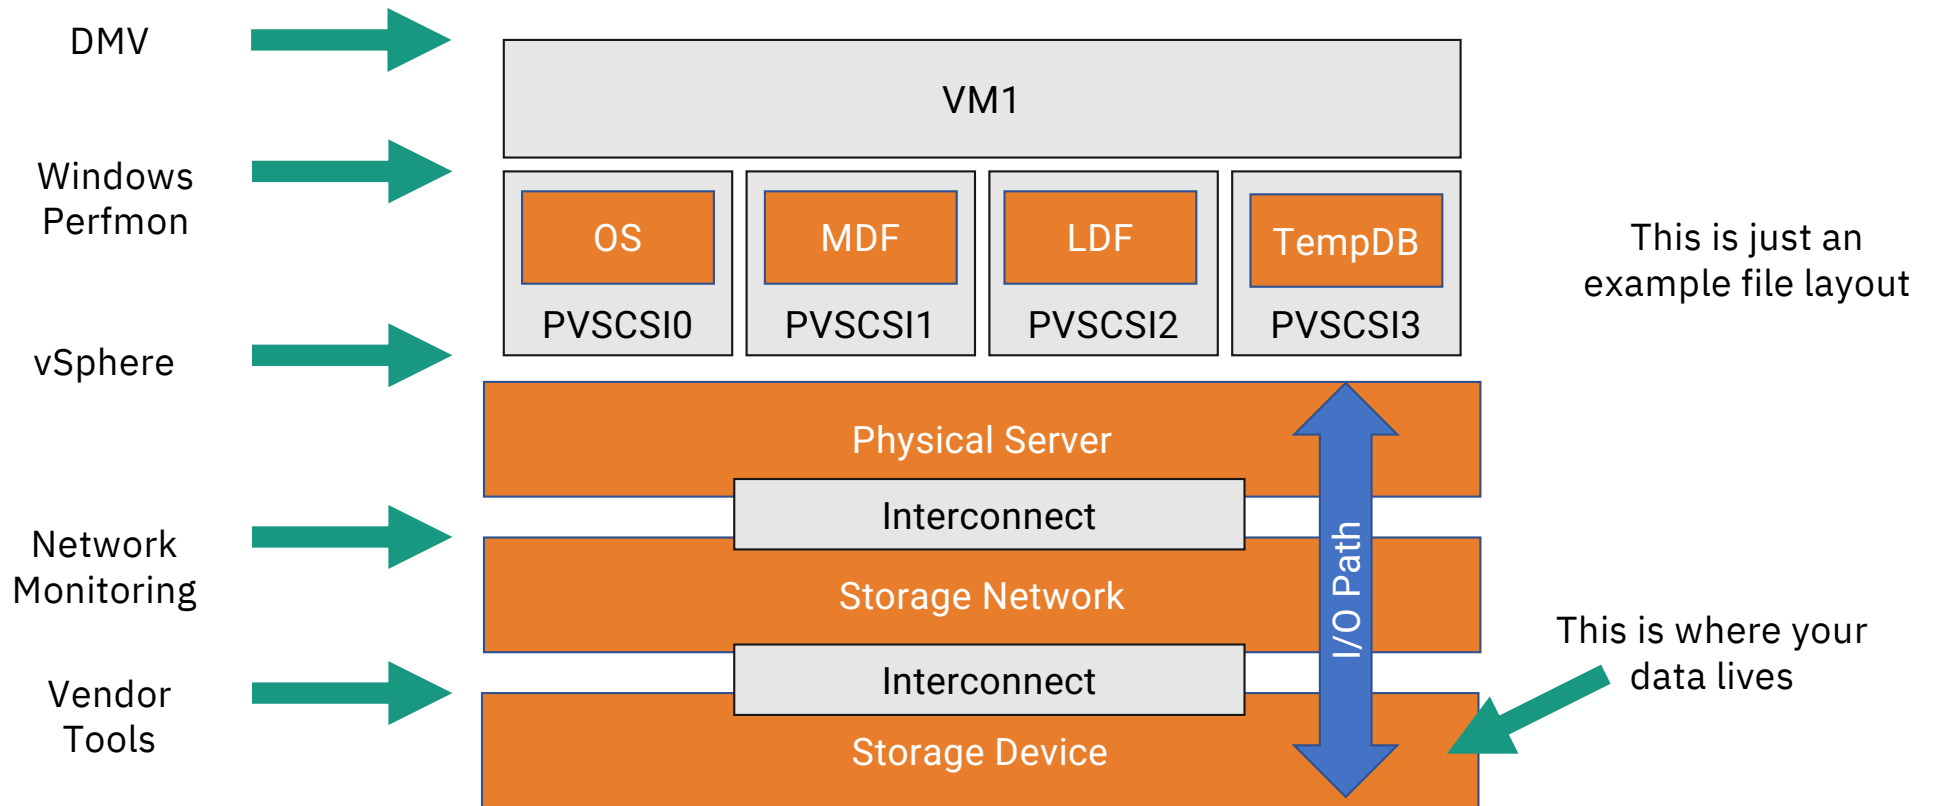 DMV
VM1
Windows
Perfmon
OS
MDF
LDF
TempDB
PVSCSI0
PVSCSI1
PVSCSI2
PVSCSI3
This is just an
example file layout
vSphere
Physical Server
Interconnect
Network
Monitoring
Storage Network
I/O Path
Interconnect
This is where your
data lives
Vendor
Tools
Storage Device